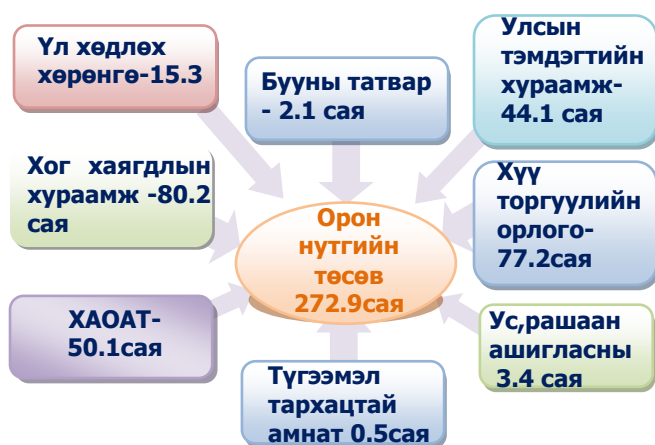 Үл хөдлөх
хөрөнгө-15.3
Бууны татвар
- 2.1 сая
Улсын
тэмдэгтийн
хураамж-
44.1 сая
Хог хаягдлын
хураамж -80.2
сая
Орон
нутгийн
төсөв
272.9сая
Хүү
торгуулийн
орлого-
77.2сая
ХАОАТ-
50.1сая
Түгээмэл
тархацтай
амнат 0.5сая
Ус,рашаан
ашигласны
3.4 сая